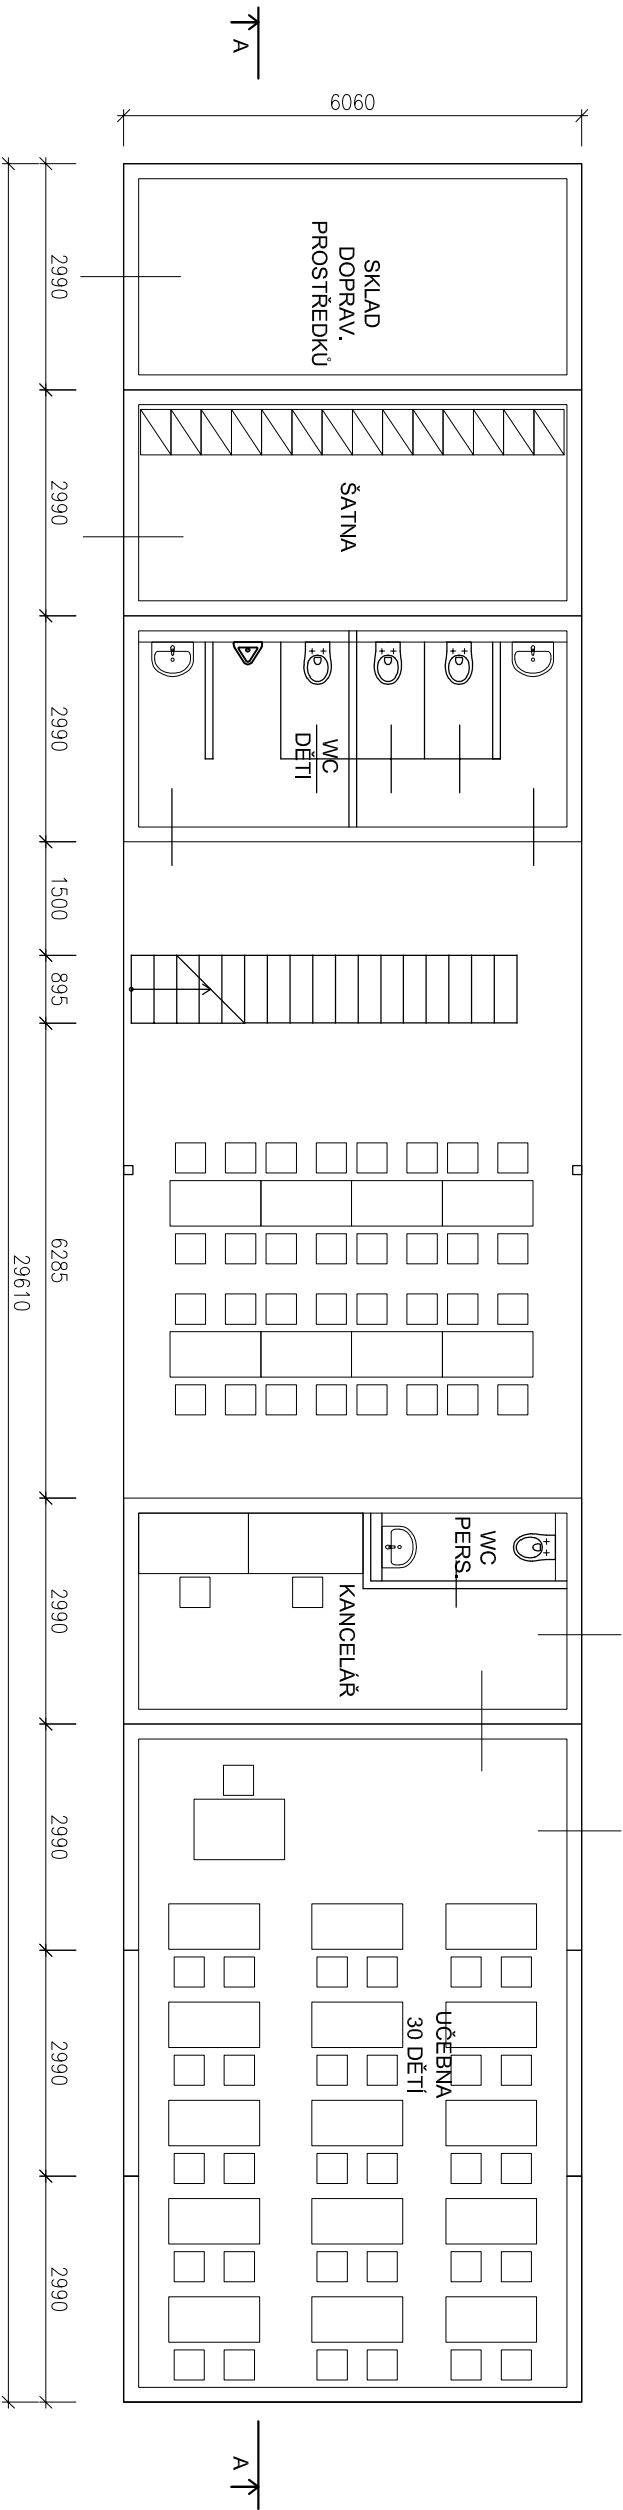 A
6060
SKLAD
DOPRAV.
PROSTŘEDKŮ
ŠATNA
WC
DĚTI
WC
PERS.
KANCELÁŘ
UČEBNA
30 DĚTÍ
2990
2990
2990
1500
895
6285
2990
2990
2990
2990
29610
A